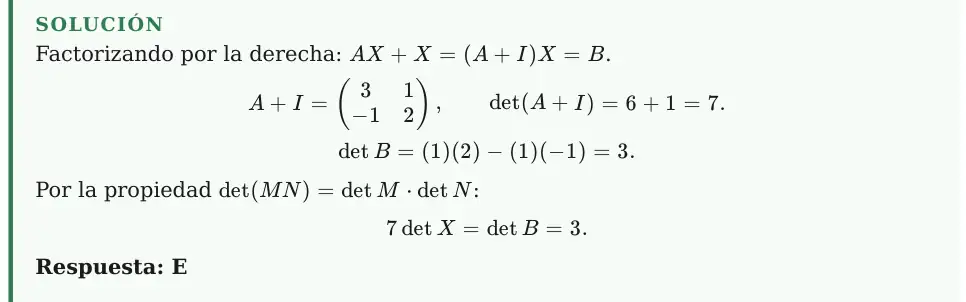 SOLUCIÓN
Factorizando por la derecha: AX + X = (A + I)X = B.
A + I = ( 3 1 ; −1 2 ), det(A + I) = 6 + 1 = 7.
det B = (1)(2) − (1)(−1) = 3.
Por la propiedad det(MN) = det M · det N:
7 det X = det B = 3.
Respuesta: E